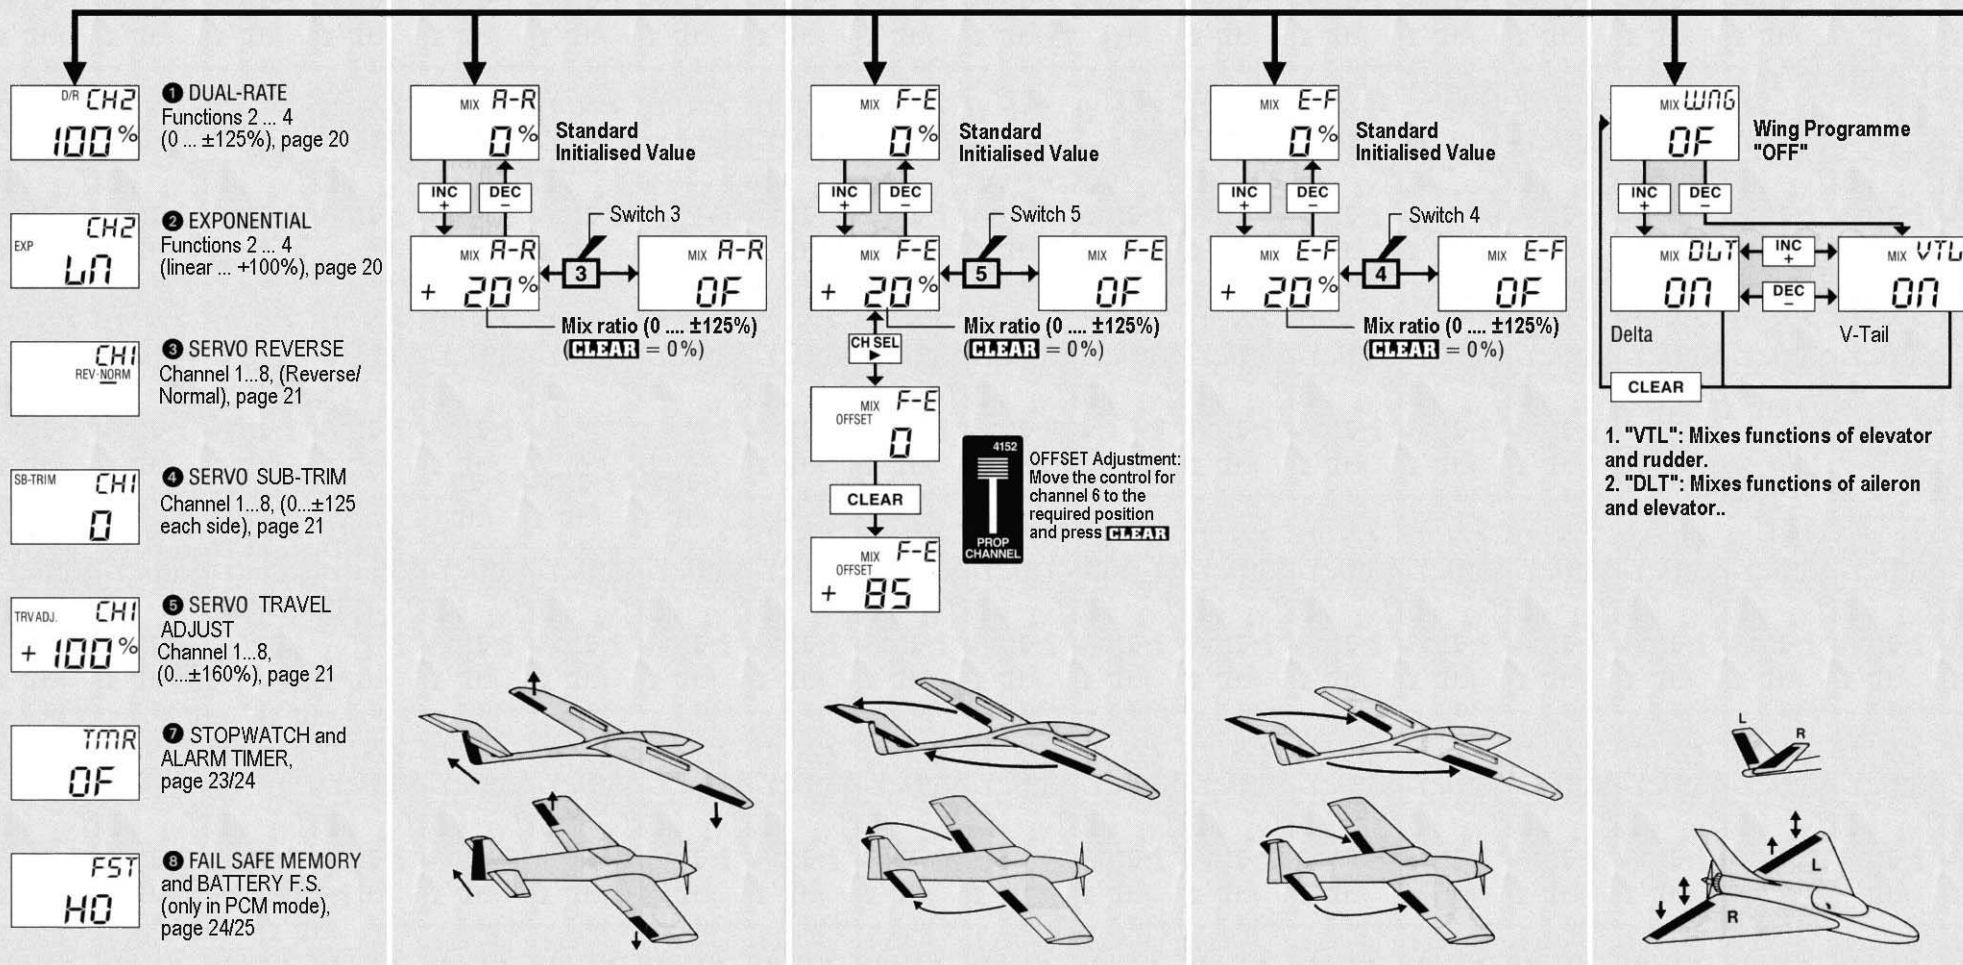 D/R CH2
100%
❶ DUAL-RATE
Functions 2 ... 4
(0 ... ±125%), page 20
EXP
CH2
LN
❷ EXPONENTIAL
Functions 2 ... 4
(linear ... +100%), page 20
CH1
REV·NORM
❸ SERVO REVERSE
Channel 1...8, (Reverse/
Normal), page 21
SB-TRIM CH1
0
❹ SERVO SUB-TRIM
Channel 1...8, (0...±125
each side), page 21
TRV ADJ. CH1
+ 100%
❺ SERVO TRAVEL
ADJUST
Channel 1...8,
(0...±160%), page 21
TMR
OF
❼ STOPWATCH and
ALARM TIMER,
page 23/24
FST
HO
❽ FAIL SAFE MEMORY
and BATTERY F.S.
(only in PCM mode),
page 24/25
MIX A-R
0%
Standard
Initialised Value
INC
+
DEC
−
Switch 3
MIX A-R
+ 20%
3
MIX A-R
OF
Mix ratio (0 .... ±125%)
(CLEAR = 0%)
MIX F-E
0%
Standard
Initialised Value
INC
+
DEC
−
Switch 5
MIX F-E
+ 20%
5
MIX F-E
OF
Mix ratio (0 .... ±125%)
(CLEAR = 0%)
CH SEL
▶
MIX F-E
OFFSET
0
CLEAR
MIX F-E
OFFSET
+ 85
4152
PROP
CHANNEL
OFFSET Adjustment:
Move the control for
channel 6 to the
required position
and press CLEAR
MIX E-F
0%
Standard
Initialised Value
INC
+
DEC
−
Switch 4
MIX E-F
+ 20%
4
MIX E-F
OF
Mix ratio (0 .... ±125%)
(CLEAR = 0%)
MIX WNG
OF
Wing Programme
"OFF"
INC
+
DEC
−
MIX DLT
ON
INC
+
DEC
−
MIX VTL
ON
Delta
V-Tail
CLEAR
1. "VTL": Mixes functions of elevator
and rudder.
2. "DLT": Mixes functions of aileron
and elevator..
L
R
L
R